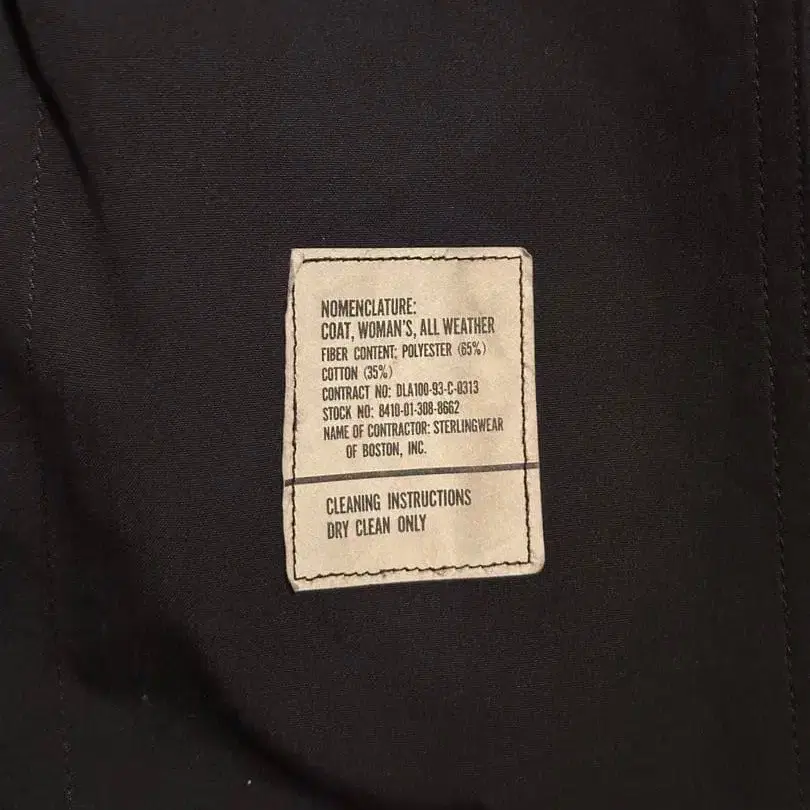 NOMENCLATURE:
COAT, WOMAN'S, ALL WEATHER
FIBER CONTENT: POLYESTER (65%)
COTTON (35%)
CONTRACT NO: DLA100-93-C-0313
STOCK NO: 8410-01-308-8662
NAME OF CONTRACTOR: STERLINGWEAR
OF BOSTON, INC.
CLEANING INSTRUCTIONS
DRY CLEAN ONLY